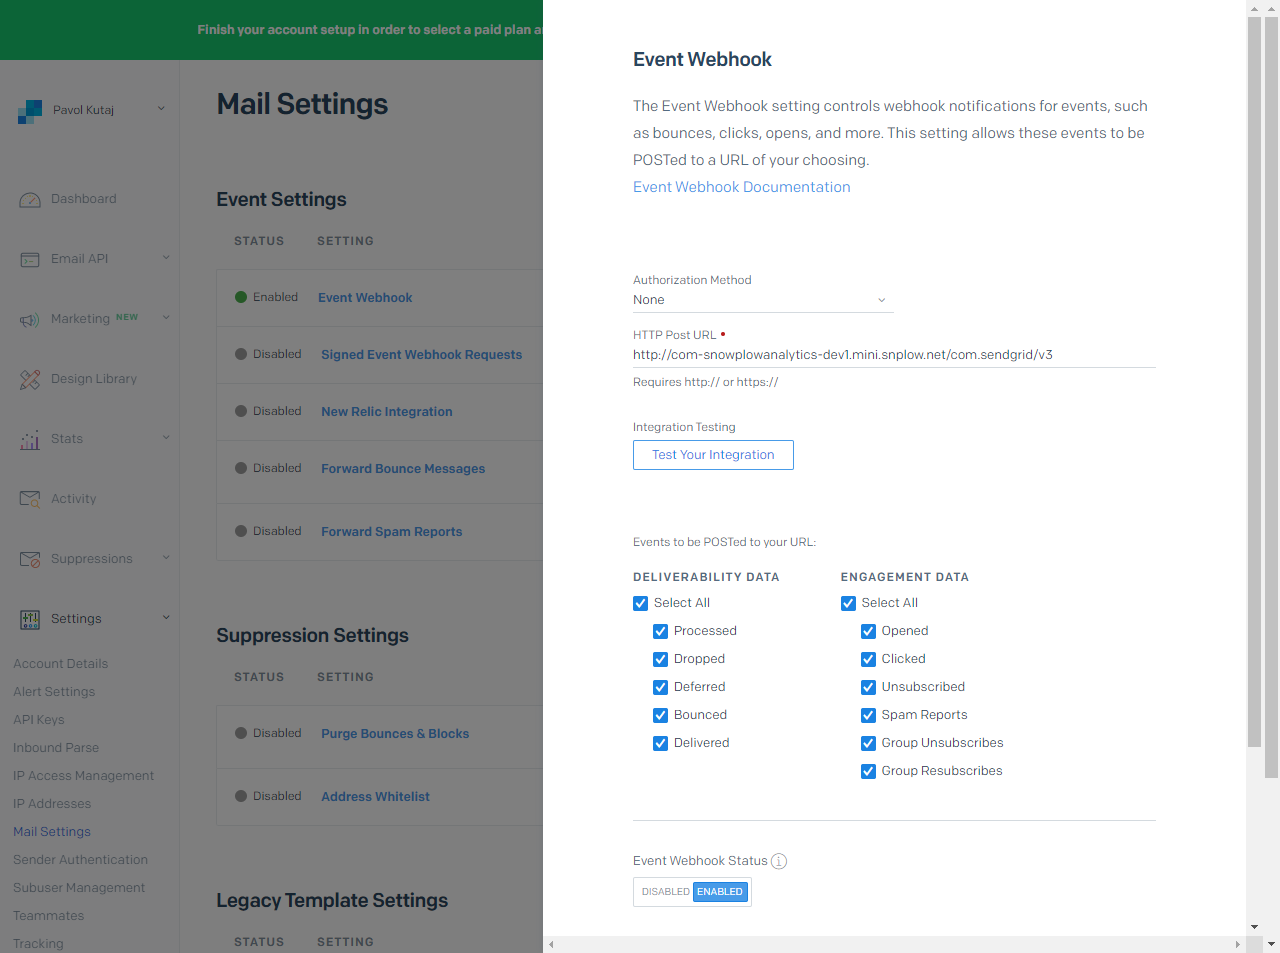 Finish your account setup in order to select a paid plan a
Pavol Kutaj
Dashboard
Email API
Marketing NEW
Design Library
Stats
Activity
Suppressions
Settings
Account Details
Alert Settings
API Keys
Inbound Parse
IP Access Management
IP Addresses
Mail Settings
Sender Authentication
Subuser Management
Teammates
Tracking
Mail Settings
Event Settings
STATUS SETTING
Enabled Event Webhook
Disabled Signed Event Webhook Requests
Disabled New Relic Integration
Disabled Forward Bounce Messages
Disabled Forward Spam Reports
Suppression Settings
STATUS SETTING
Disabled Purge Bounces & Blocks
Disabled Address Whitelist
Legacy Template Settings
STATUS SETTING
Event Webhook
The Event Webhook setting controls webhook notifications for events, such
as bounces, clicks, opens, and more. This setting allows these events to be
POSTed to a URL of your choosing.
Event Webhook Documentation
Authorization Method
None
HTTP Post URL •
http://com-snowplowanalytics-dev1.mini.snplow.net/com.sendgrid/v3
Requires http:// or https://
Integration Testing
Test Your Integration
Events to be POSTed to your URL:
DELIVERABILITY DATA
Select All
Processed
Dropped
Deferred
Bounced
Delivered
ENGAGEMENT DATA
Select All
Opened
Clicked
Unsubscribed
Spam Reports
Group Unsubscribes
Group Resubscribes
Event Webhook Status
DISABLED ENABLED